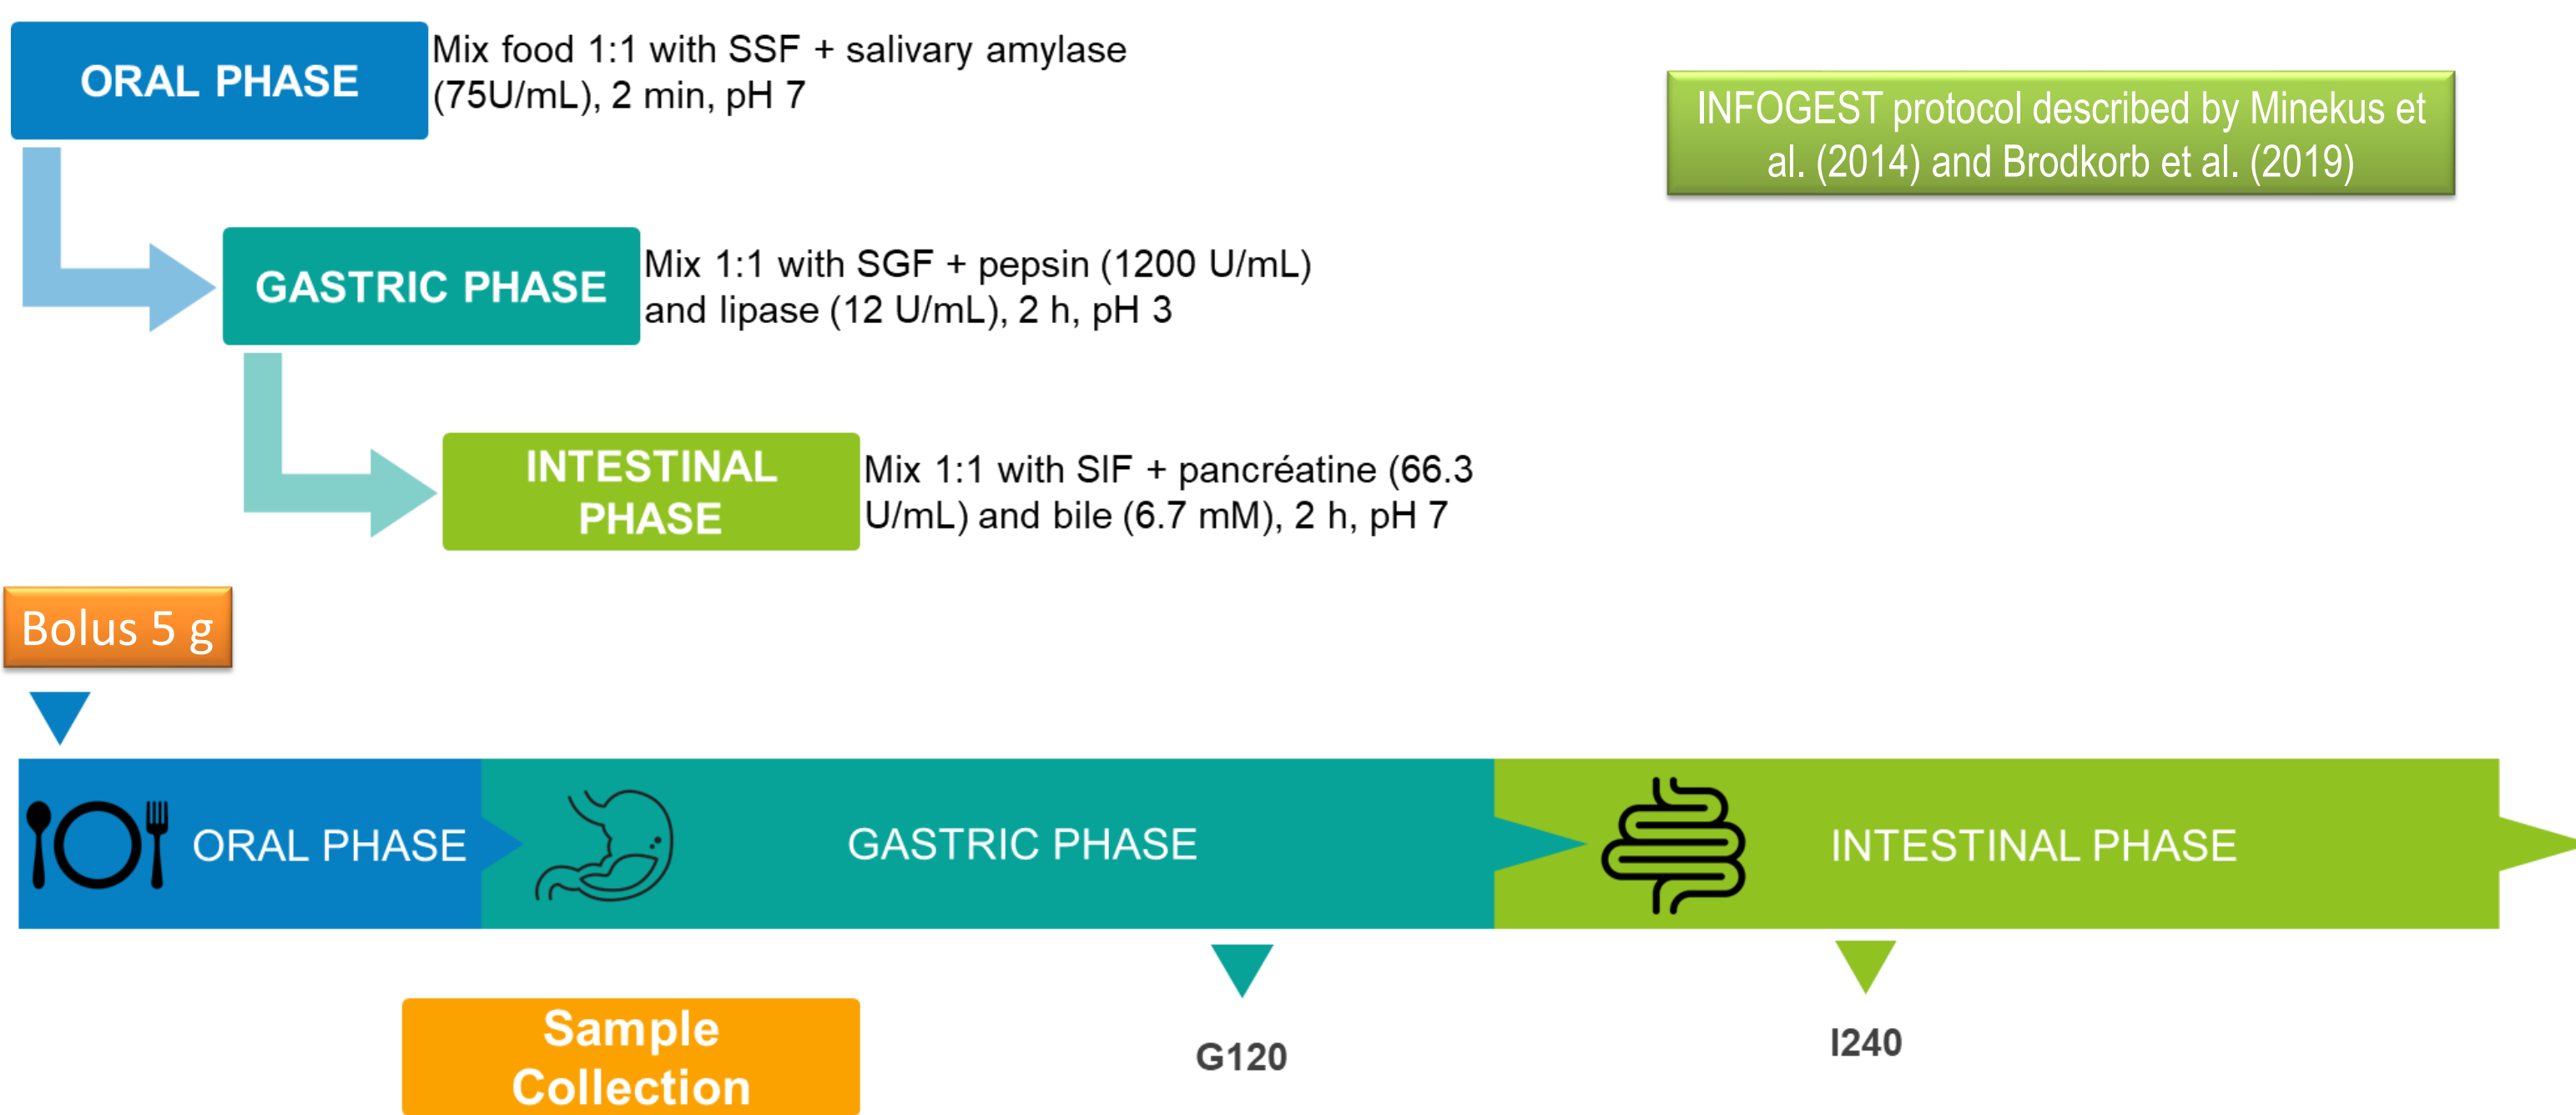 ORAL PHASE
Mix food 1:1 with SSF + salivary amylase
(75U/mL), 2 min, pH 7
INFOGEST protocol described by Minekus et
al. (2014) and Brodkorb et al. (2019)
GASTRIC PHASE
Mix 1:1 with SGF + pepsin (1200 U/mL)
and lipase (12 U/mL), 2 h, pH 3
INTESTINAL
PHASE
Mix 1:1 with SIF + pancréatine (66.3
U/mL) and bile (6.7 mM), 2 h, pH 7
Bolus 5 g
ORAL PHASE
GASTRIC PHASE
INTESTINAL PHASE
Sample
Collection
G120
I240